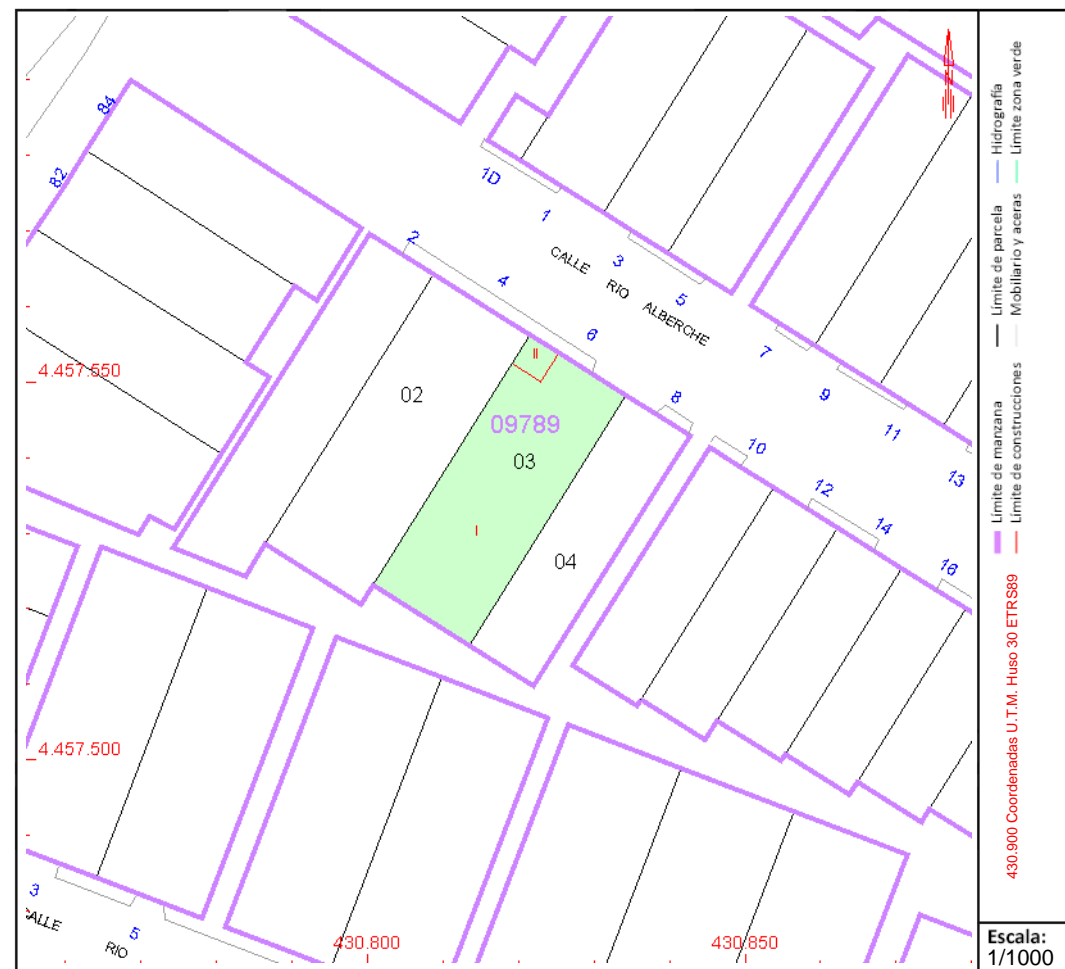 84
82
1D
1
3
5
7
9
11
13
CALLE RIO ALBERCHE
2
4
6
8
10
12
14
16
II
02
09789
03
I
04
4.457.550
4.457.500
3
5
CALLE RIO
430.800
430.850
N
Límite de manzana
Límite de parcela
Hidrografía
Límite de construcciones
Mobiliario y aceras
Límite zona verde
430.900 Coordenadas U.T.M. Huso 30 ETRS89
Escala:
1/1000